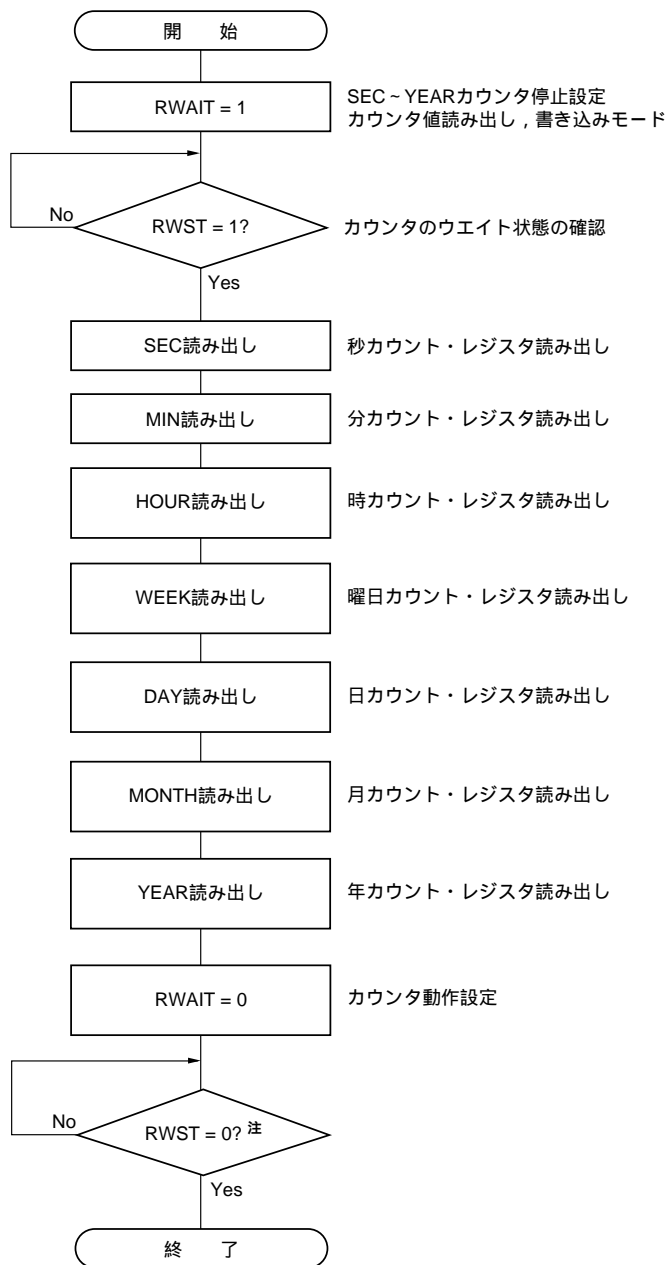 開 始
RWAIT = 1
SEC~YEARカウンタ停止設定
カウンタ値読み出し,書き込みモード
No
RWST = 1?
カウンタのウエイト状態の確認
Yes
SEC読み出し
秒カウント・レジスタ読み出し
MIN読み出し
分カウント・レジスタ読み出し
HOUR読み出し
時カウント・レジスタ読み出し
WEEK読み出し
曜日カウント・レジスタ読み出し
DAY読み出し
日カウント・レジスタ読み出し
MONTH読み出し
月カウント・レジスタ読み出し
YEAR読み出し
年カウント・レジスタ読み出し
RWAIT = 0
カウンタ動作設定
No
RWST = 0? 注
Yes
終 了